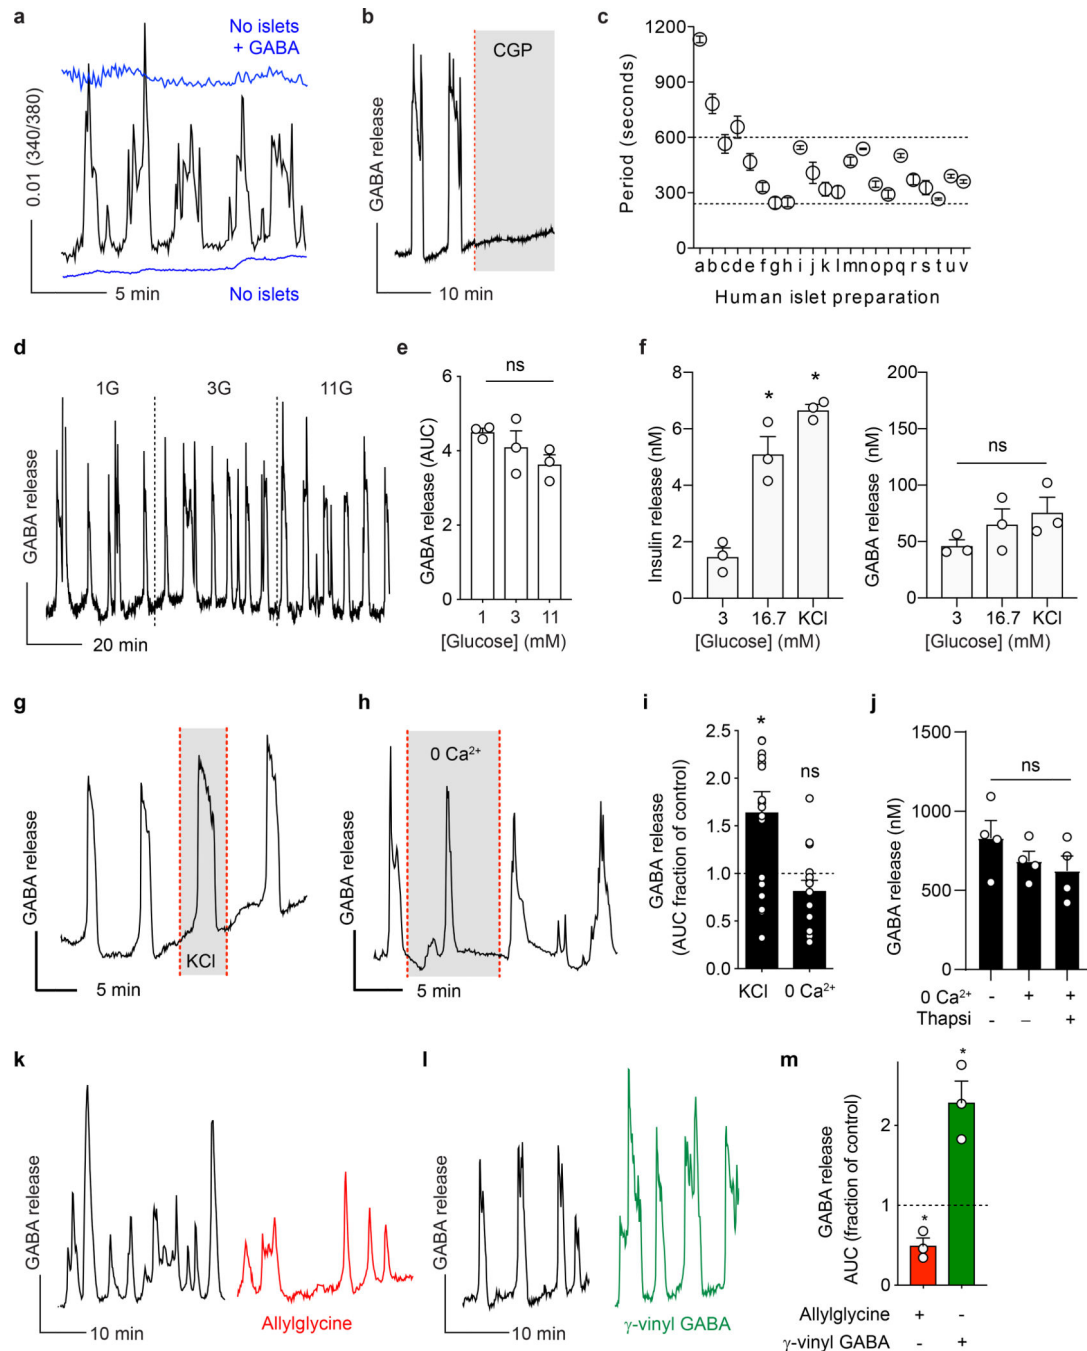 a
No islets
+ GABA
0.01 (340/380)
5 min
No islets
b
CGP
GABA release
10 min
c
Period (seconds)
1200
900
600
300
0
a b c d e f g h i j k l m n o p q r s t u v
Human islet preparation
d
1G 3G 11G
GABA release
20 min
e
ns
GABA release (AUC)
6
4
2
0
1 3 11
[Glucose] (mM)
f
Insulin release (nM)
8
6
4
2
0
* *
3 16.7 KCl
[Glucose] (mM)
GABA release (nM)
200
150
100
50
0
ns
3 16.7 KCl
[Glucose] (mM)
g
GABA release
KCl
5 min
h
0 Ca²⁺
GABA release
5 min
i
GABA release
(AUC fraction of control)
2.5
2.0
1.5
1.0
0.5
0.0
*
ns
KCl 0 Ca²⁺
j
GABA release (nM)
1500
1000
500
0
ns
0 Ca²⁺ - + +
Thapsi - – +
k
GABA release
10 min
Allylglycine
l
GABA release
10 min
γ-vinyl GABA
m
GABA release
AUC (fraction of control)
2
1
0
*
*
Allylglycine + -
γ-vinyl GABA - +